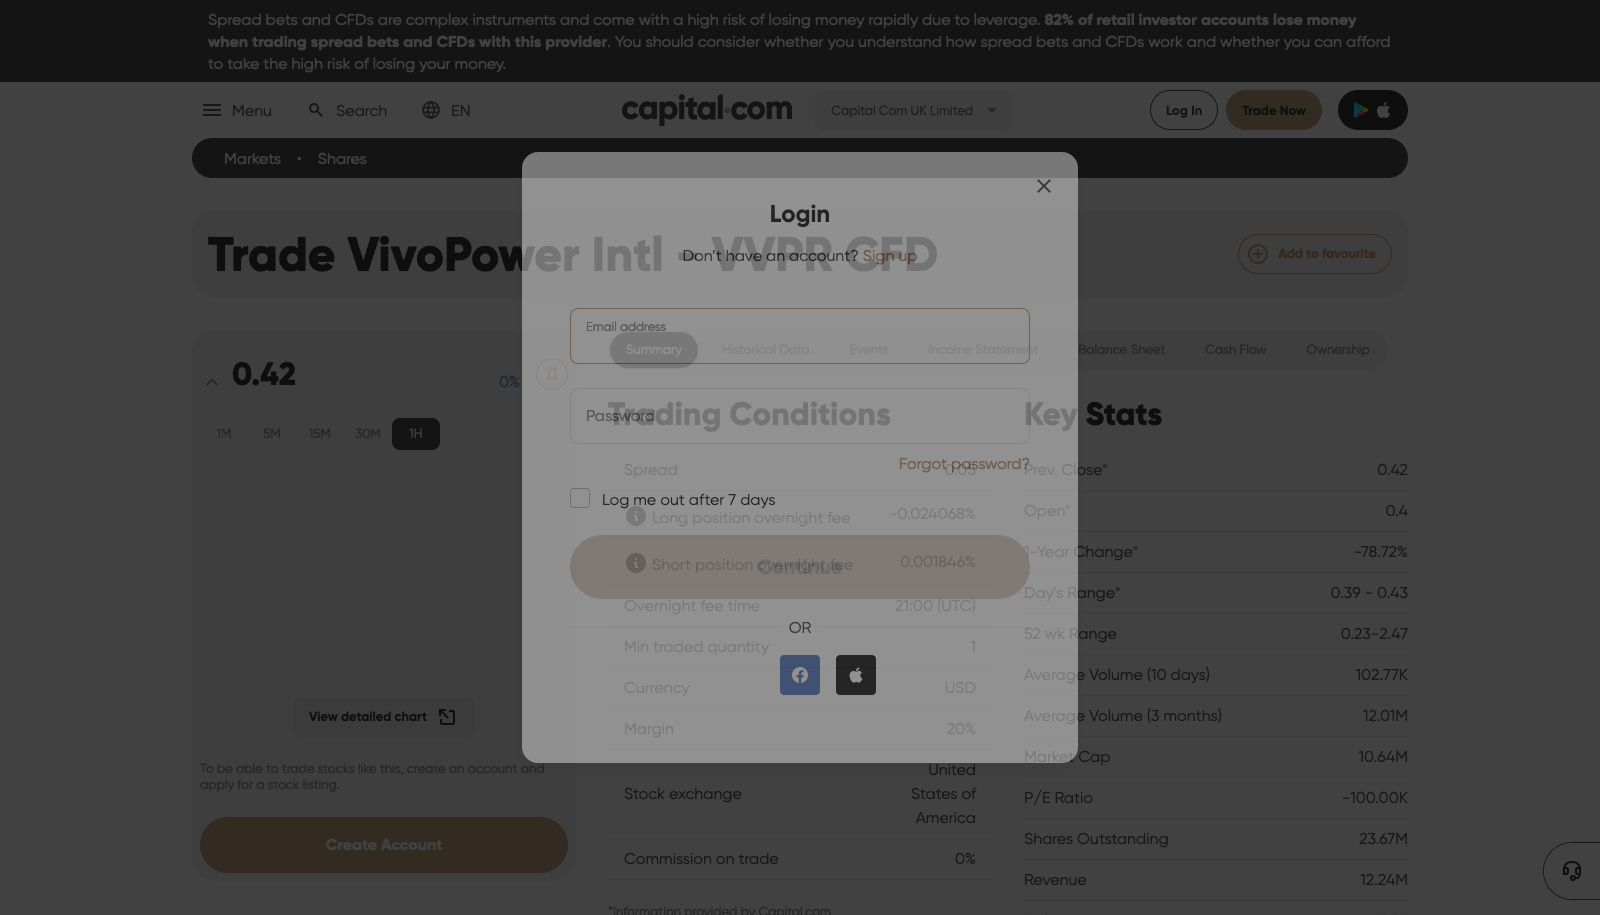 Spread bets and CFDs are complex instruments and come with a high risk of losing money rapidly due to leverage. 82% of retail investor accounts lose money
when trading spread bets and CFDs with this provider. You should consider whether you understand how spread bets and CFDs work and whether you can afford
to take the high risk of losing your money.
Menu
Search
EN
capital.com
Capital Com UK Limited
Log In
Trade Now
Markets • Shares
Trade VivoPower Intl - VVPR CFD
Add to favourite
Login
Don't have an account? Sign up
Email address
Password
Forgot password?
Log me out after 7 days
Continue
OR
0.42
0%
1M
5M
15M
30M
1H
View detailed chart
To be able to trade stocks like this, create an account and
apply for a stock listing.
Create Account
Summary
Historical Data
Events
Income Statement
Balance Sheet
Cash Flow
Ownership
Trading Conditions
Spread 0.03
Long position overnight fee -0.024068%
Short position overnight fee 0.001846%
Overnight fee time 21:00 (UTC)
Min traded quantity 1
Currency USD
Margin 20%
Stock exchange United
States of
America
Commission on trade 0%
*Information provided by Capital.com
Key Stats
Prev. Close* 0.42
Open* 0.4
1-Year Change* -78.72%
Day's Range* 0.39 - 0.43
52 wk Range 0.23-2.47
Average Volume (10 days) 102.77K
Average Volume (3 months) 12.01M
Market Cap 10.64M
P/E Ratio -100.00K
Shares Outstanding 23.67M
Revenue 12.24M